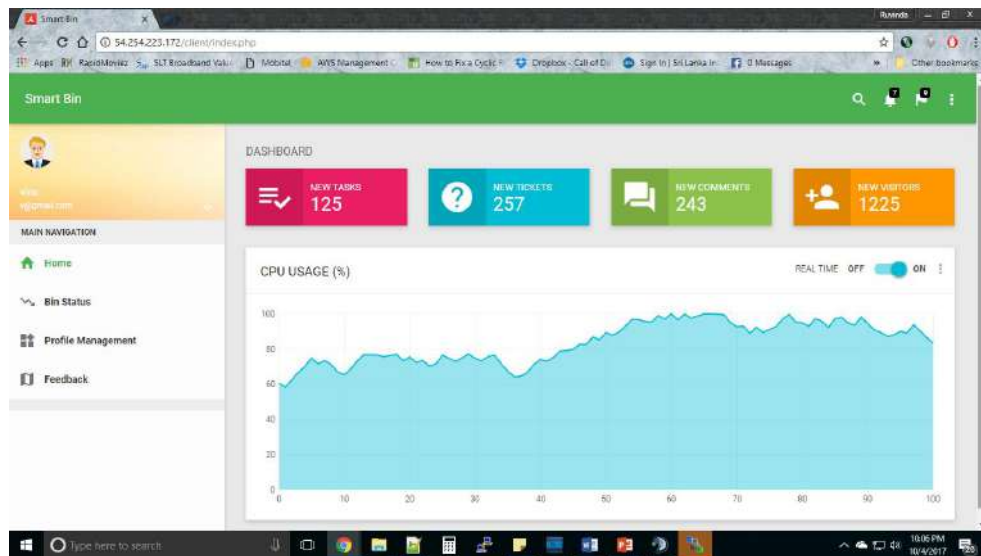 Smart Bin
Ruwinda
54.254.223.172/client/index.php
Apps
SLT Broadband Valu
Mobitel
AWS Management C
How to Fix a Cyclic
Dropbox - Call of D
Sign In | Sri Lanka In
0 Messages
Other bookmarks
Smart Bin
DASHBOARD
NEW TASKS
125
NEW TICKETS
257
NEW COMMENTS
243
NEW VISITORS
1225
MAIN NAVIGATION
Home
Bin Status
Profile Management
Feedback
CPU USAGE (%)
REAL TIME OFF ON
100
80
60
40
20
0
0 10 20 30 40 50 60 70 80 90 100
Type here to search
10:06 PM
10/4/2017